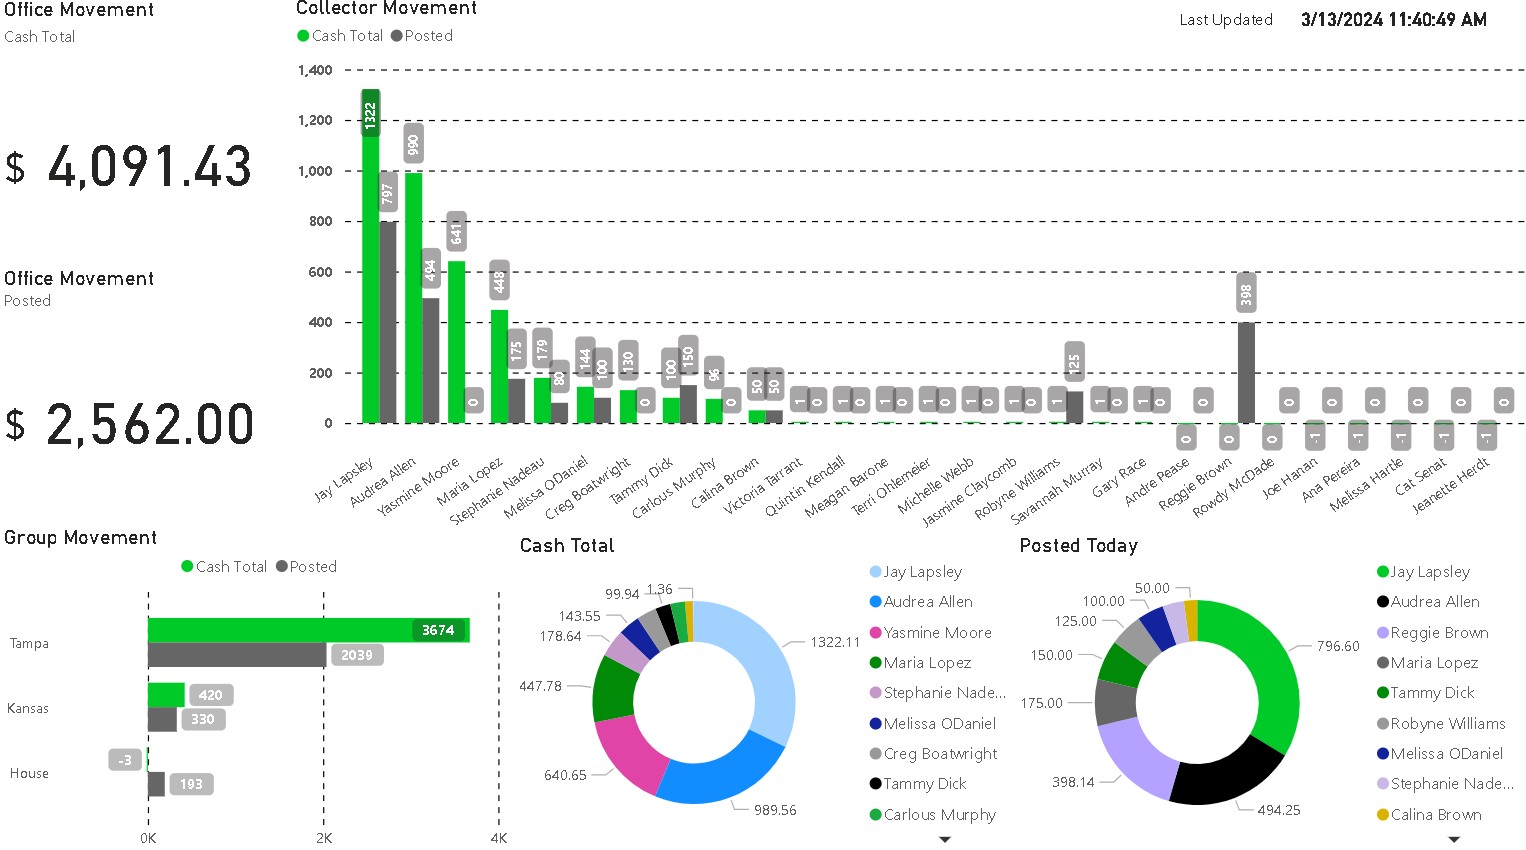 Office Movement
Cash Total
$ 4,091.43
Office Movement
Posted
$ 2,562.00
Collector Movement
Cash Total Posted
Last Updated 3/13/2024 11:40:49 AM
1,400
1,200
1,000
800
600
400
200
0
1322
797
990
494
641
0
448
175
179
80
144
100
130
0
100
150
96
0
50
50
1
0
1
0
1
0
1
0
1
0
1
0
1
125
1
0
1
0
0
0
0
398
0
0
-1
0
-1
0
-1
0
-1
0
-1
0
Jay Lapsley
Audrea Allen
Yasmine Moore
Maria Lopez
Stephanie Nadeau
Melissa ODaniel
Creg Boatwright
Tammy Dick
Carlous Murphy
Calina Brown
Victoria Tarrant
Quintin Kendall
Meagan Barone
Terri Ohlemeier
Michelle Webb
Jasmine Claycomb
Robyne Williams
Savannah Murray
Gary Race
Andre Pease
Reggie Brown
Rowdy McDade
Joe Hanan
Ana Pereira
Melissa Hartle
Cat Senat
Jeanette Herdt
Group Movement
Cash Total Posted
Tampa
3674
2039
Kansas
420
330
House
-3
193
0K 2K 4K
Cash Total
1322.11
989.56
640.65
447.78
178.64
143.55
99.94
1.36
Jay Lapsley
Audrea Allen
Yasmine Moore
Maria Lopez
Stephanie Nade...
Melissa ODaniel
Creg Boatwright
Tammy Dick
Carlous Murphy
Posted Today
796.60
494.25
398.14
175.00
150.00
125.00
100.00
50.00
Jay Lapsley
Audrea Allen
Reggie Brown
Maria Lopez
Tammy Dick
Robyne Williams
Melissa ODaniel
Stephanie Nade...
Calina Brown